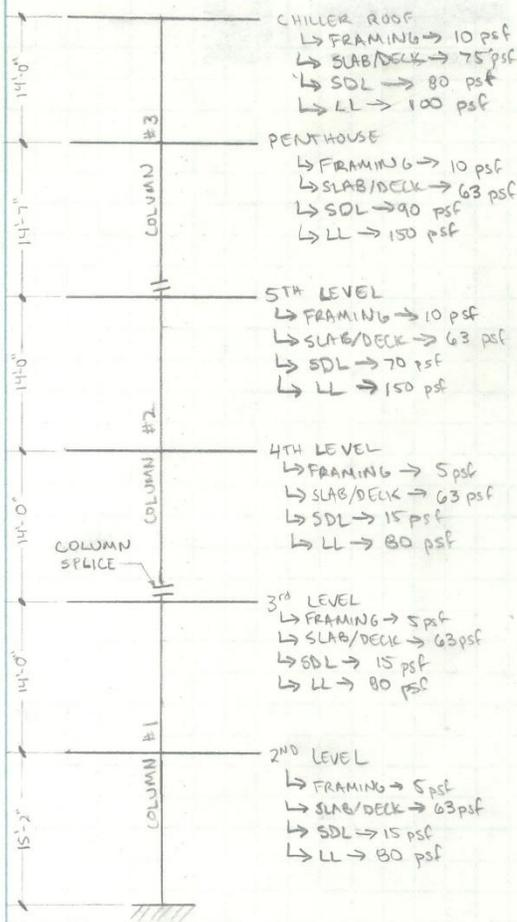 CHILLER ROOF
↳ FRAMING → 10 psf
↳ SLAB/DECK → 75 psf
↳ SDL → 80 psf
↳ LL → 100 psf
14'-0"
COLUMN #3
PENTHOUSE
↳ FRAMING → 10 psf
↳ SLAB/DECK → 63 psf
↳ SDL → 90 psf
↳ LL → 150 psf
14'-7"
5TH LEVEL
↳ FRAMING → 10 psf
↳ SLAB/DECK → 63 psf
↳ SDL → 70 psf
↳ LL → 150 psf
14'-0"
COLUMN #2
4TH LEVEL
↳ FRAMING → 5 psf
↳ SLAB/DECK → 63 psf
↳ SDL → 15 psf
↳ LL → 80 psf
14'-0"
COLUMN
SPLICE
3rd LEVEL
↳ FRAMING → 5 psf
↳ SLAB/DECK → 63 psf
↳ SDL → 15 psf
↳ LL → 80 psf
14'-0"
COLUMN #1
2ND LEVEL
↳ FRAMING → 5 psf
↳ SLAB/DECK → 63 psf
↳ SDL → 15 psf
↳ LL → 80 psf
15'-2"